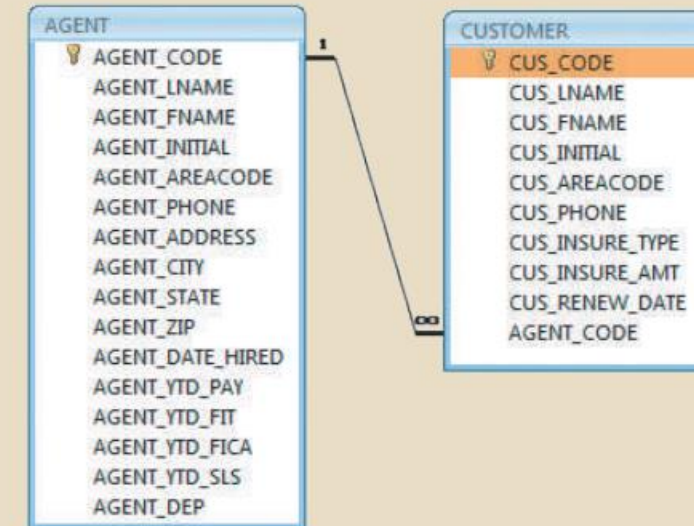 AGENT
AGENT_CODE
AGENT_LNAME
AGENT_FNAME
AGENT_INITIAL
AGENT_AREACODE
AGENT_PHONE
AGENT_ADDRESS
AGENT_CITY
AGENT_STATE
AGENT_ZIP
AGENT_DATE_HIRED
AGENT_YTD_PAY
AGENT_YTD_FIT
AGENT_YTD_FICA
AGENT_YTD_SLS
AGENT_DEP
1
∞
CUSTOMER
CUS_CODE
CUS_LNAME
CUS_FNAME
CUS_INITIAL
CUS_AREACODE
CUS_PHONE
CUS_INSURE_TYPE
CUS_INSURE_AMT
CUS_RENEW_DATE
AGENT_CODE